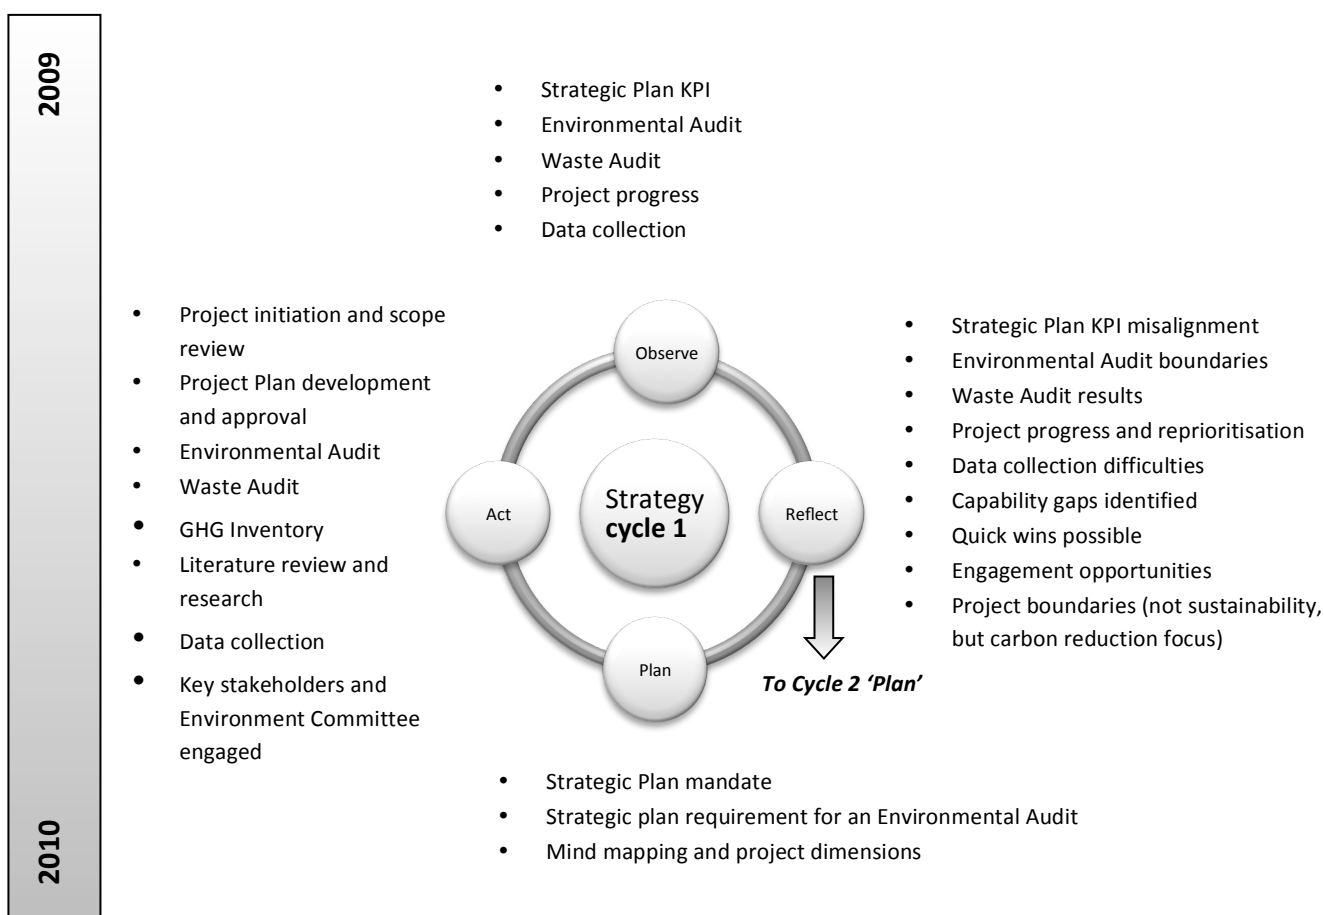 2009
• Strategic Plan KPI
• Environmental Audit
• Waste Audit
• Project progress
• Data collection
• Project initiation and scope
review
• Project Plan development
and approval
• Environmental Audit
• Waste Audit
• GHG Inventory
• Literature review and
research
• Data collection
• Key stakeholders and
Environment Committee
engaged
Observe
Act
Strategy
cycle 1
Reflect
Plan
To Cycle 2 ‘Plan’
• Strategic Plan KPI misalignment
• Environmental Audit boundaries
• Waste Audit results
• Project progress and reprioritisation
• Data collection difficulties
• Capability gaps identified
• Quick wins possible
• Engagement opportunities
• Project boundaries (not sustainability,
but carbon reduction focus)
• Strategic Plan mandate
• Strategic plan requirement for an Environmental Audit
• Mind mapping and project dimensions
2010